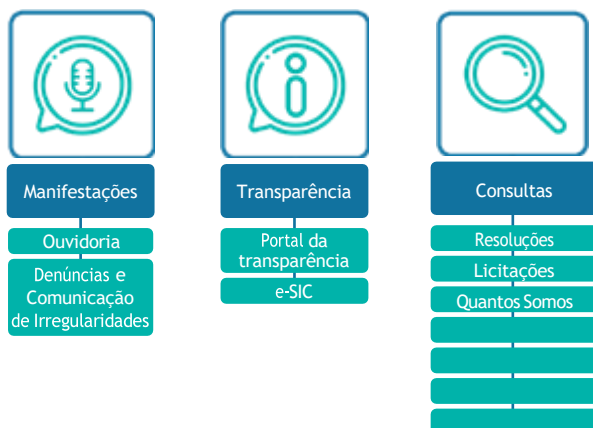 Manifestações
Ouvidoria
Denúncias e
Comunicação
de Irregularidades
Transparência
Portal da
transparência
e-SIC
Consultas
Resoluções
Licitações
Quantos Somos